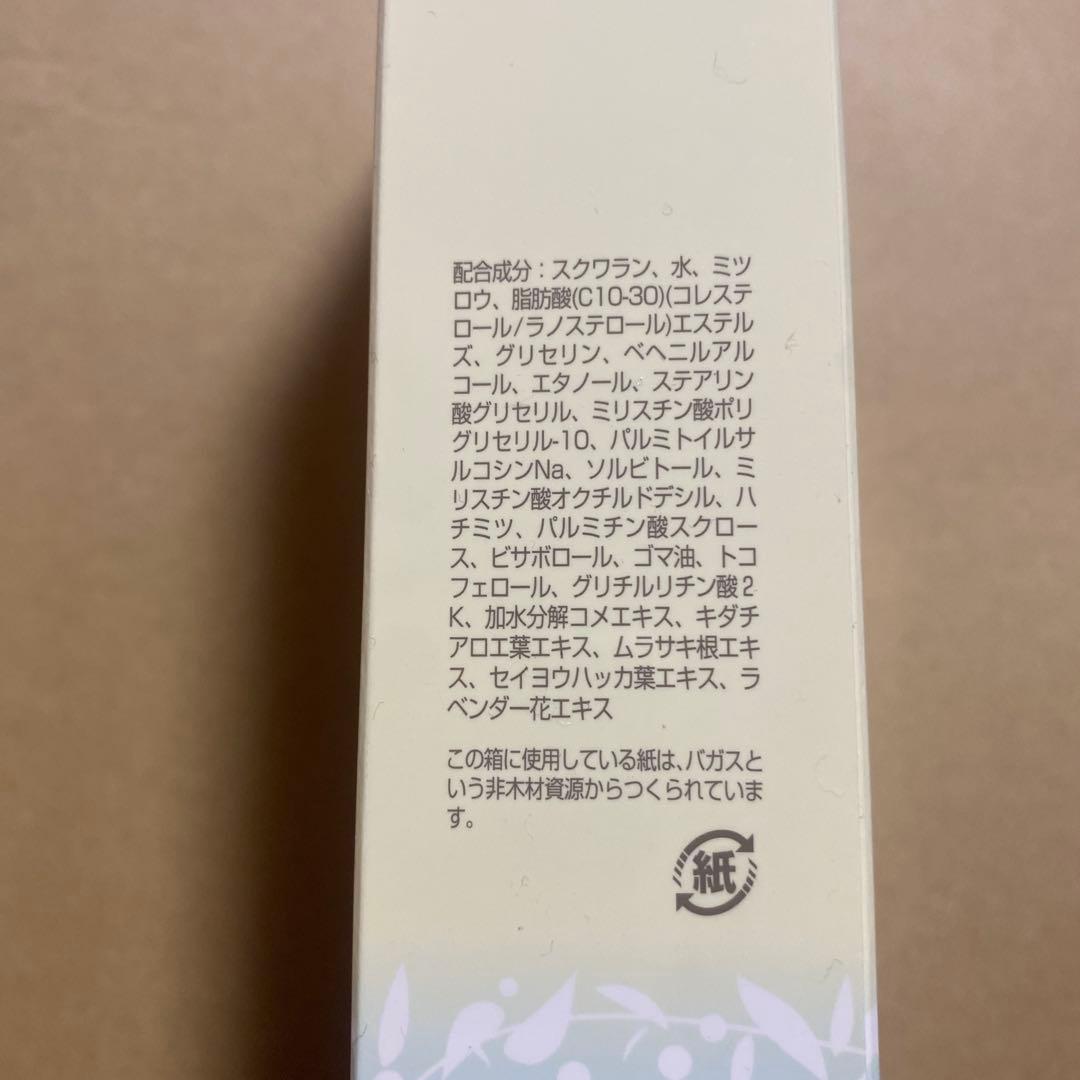 配合成分：スクワラン、水、ミツ
ロウ、脂肪酸(C10-30)(コレステ
ロール/ラノステロール)エステル
ズ、グリセリン、ベヘニルアル
コール、エタノール、ステアリン
酸グリセリル、ミリスチン酸ポリ
グリセリル-10、パルミトイルサ
ルコシンNa、ソルビトール、ミ
リスチン酸オクチルドデシル、ハ
チミツ、パルミチン酸スクロー
ス、ビサボロール、ゴマ油、トコ
フェロール、グリチルリチン酸2
K、加水分解コメエキス、キダチ
アロエ葉エキス、ムラサキ根エキ
ス、セイヨウハッカ葉エキス、ラ
ベンダー花エキス
この箱に使用している紙は、バガスと
いう非木材資源からつくられていま
す。
紙